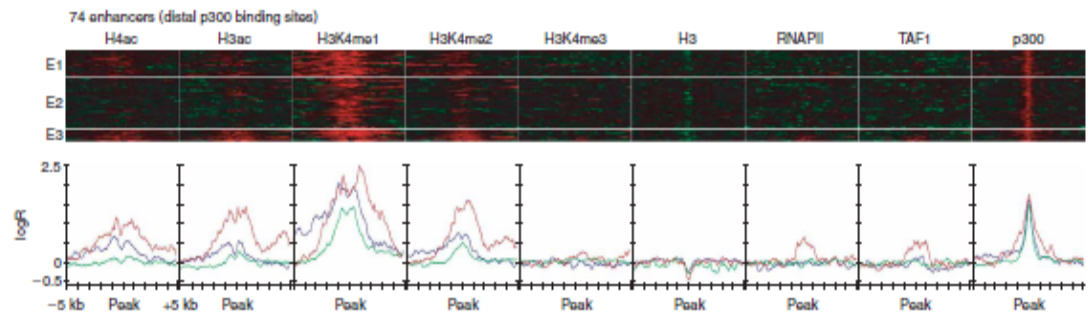 74 enhancers (distal p300 binding sites)
H4ac H3ac H3K4me1 H3K4me2 H3K4me3 H3 RNAPII TAF1 p300
E1
E2
E3
2.5
logR
0
−0.5
−5 kb Peak +5 kb Peak Peak Peak Peak Peak Peak Peak Peak